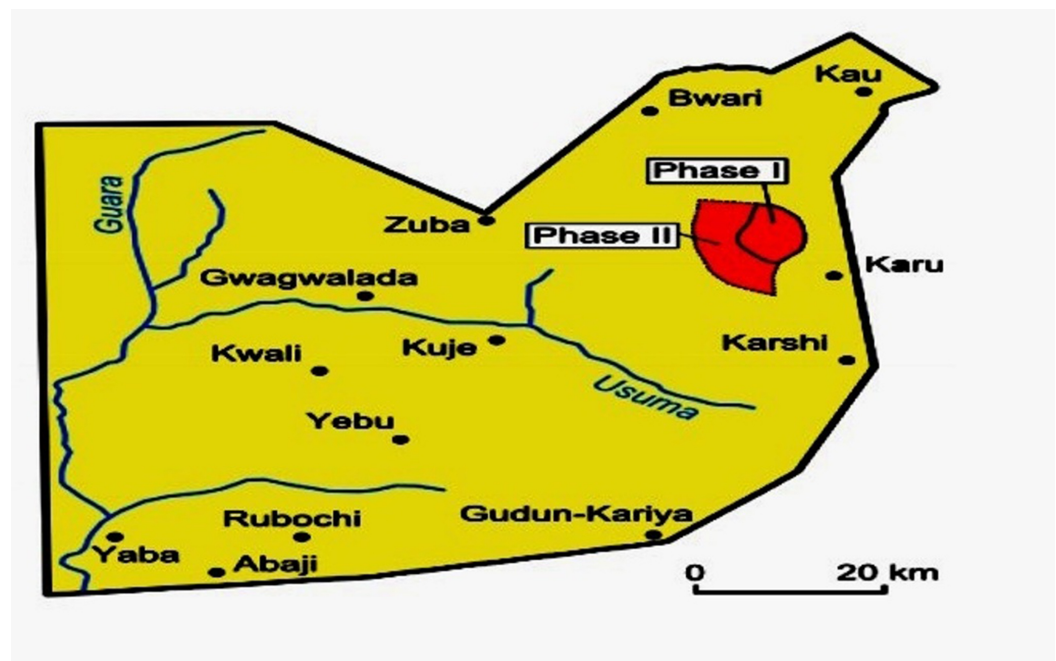 Kau
Bwari
Phase I
Guara
Zuba
Phase II
Karu
Gwagwalada
Kuje
Karshi
Kwali
Usuma
Yebu
Rubochi
Gudun-Kariya
Yaba
Abaji
0 20 km